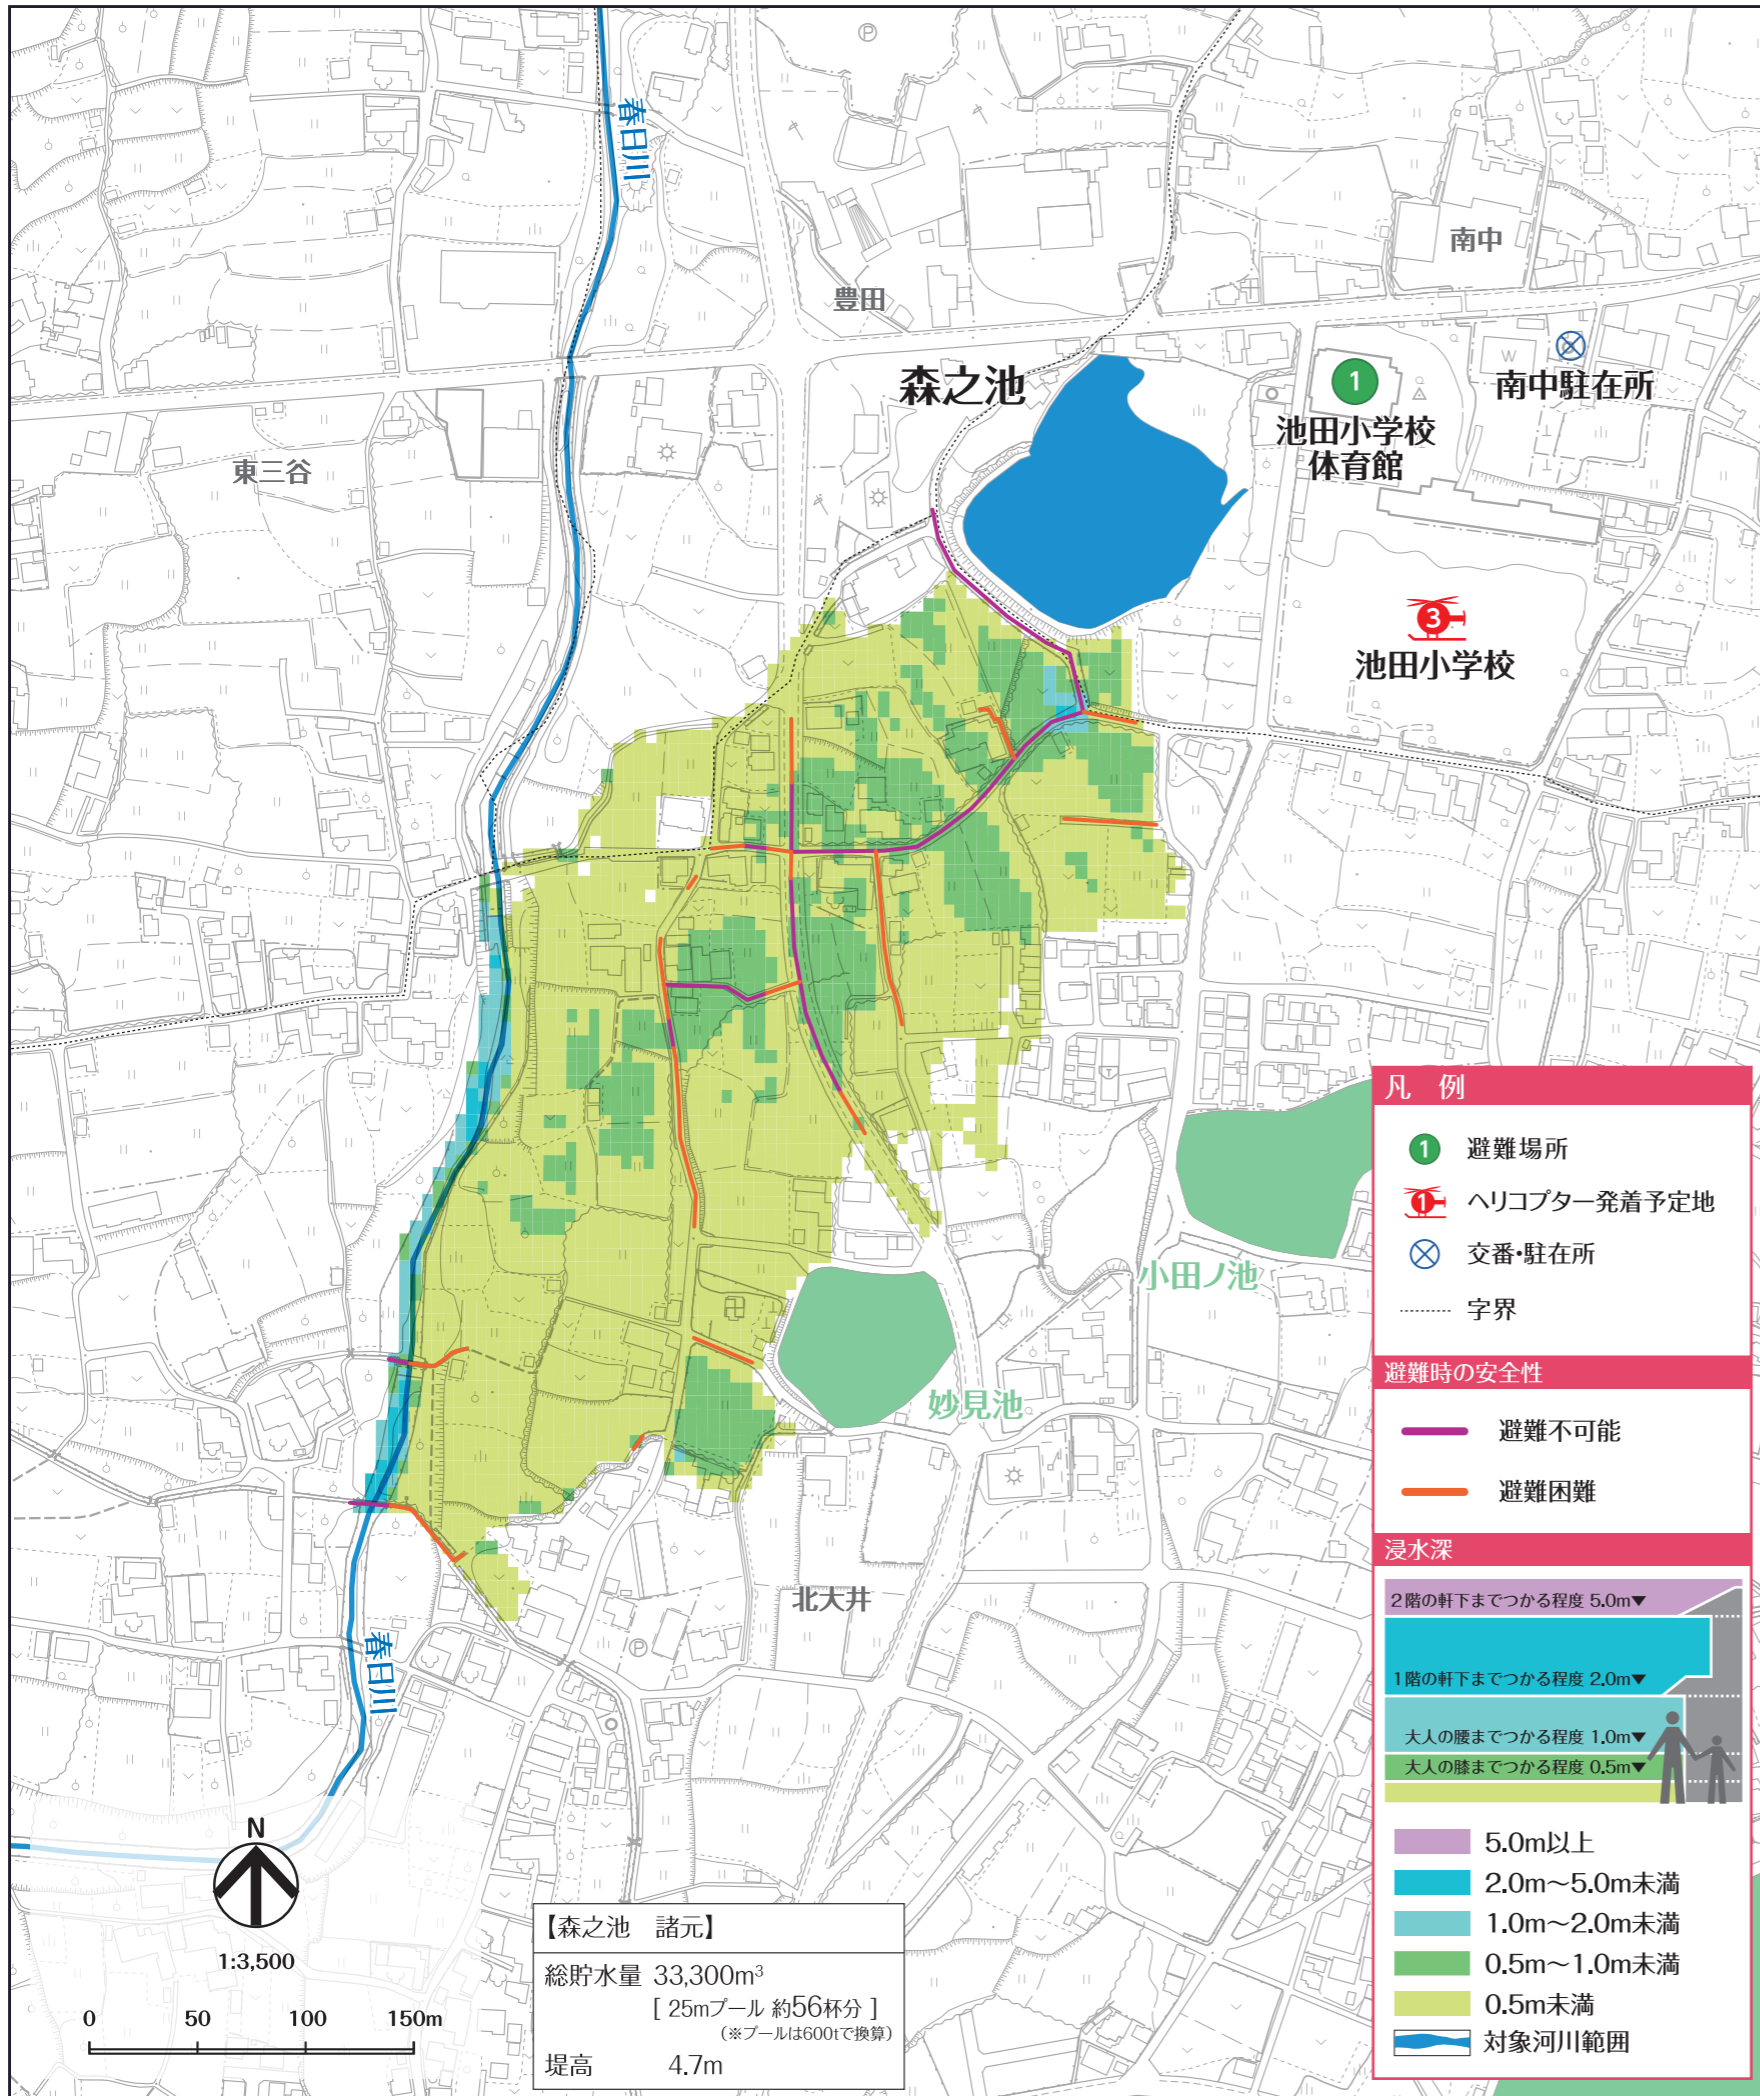 春日川
P
豊田
南中
森之池
W
1
南中駐在所
池田小学校
体育館
東三谷
3
池田小学校
小田ノ池
妙見池
北大井
P
春日川
凡 例
1 避難場所
1 ヘリコプター発着予定地
交番・駐在所
字界
避難時の安全性
避難不可能
避難困難
浸水深
2階の軒下までつかる程度 5.0m▼
1階の軒下までつかる程度 2.0m▼
大人の腰までつかる程度 1.0m▼
大人の膝までつかる程度 0.5m▼
5.0m以上
2.0m～5.0m未満
1.0m～2.0m未満
0.5m～1.0m未満
0.5m未満
対象河川範囲
N
1:3,500
0 50 100 150m
【森之池 諸元】
総貯水量 33,300m³
[ 25mプール 約56杯分 ]
（※プールは600tで換算）
堤高 4.7m